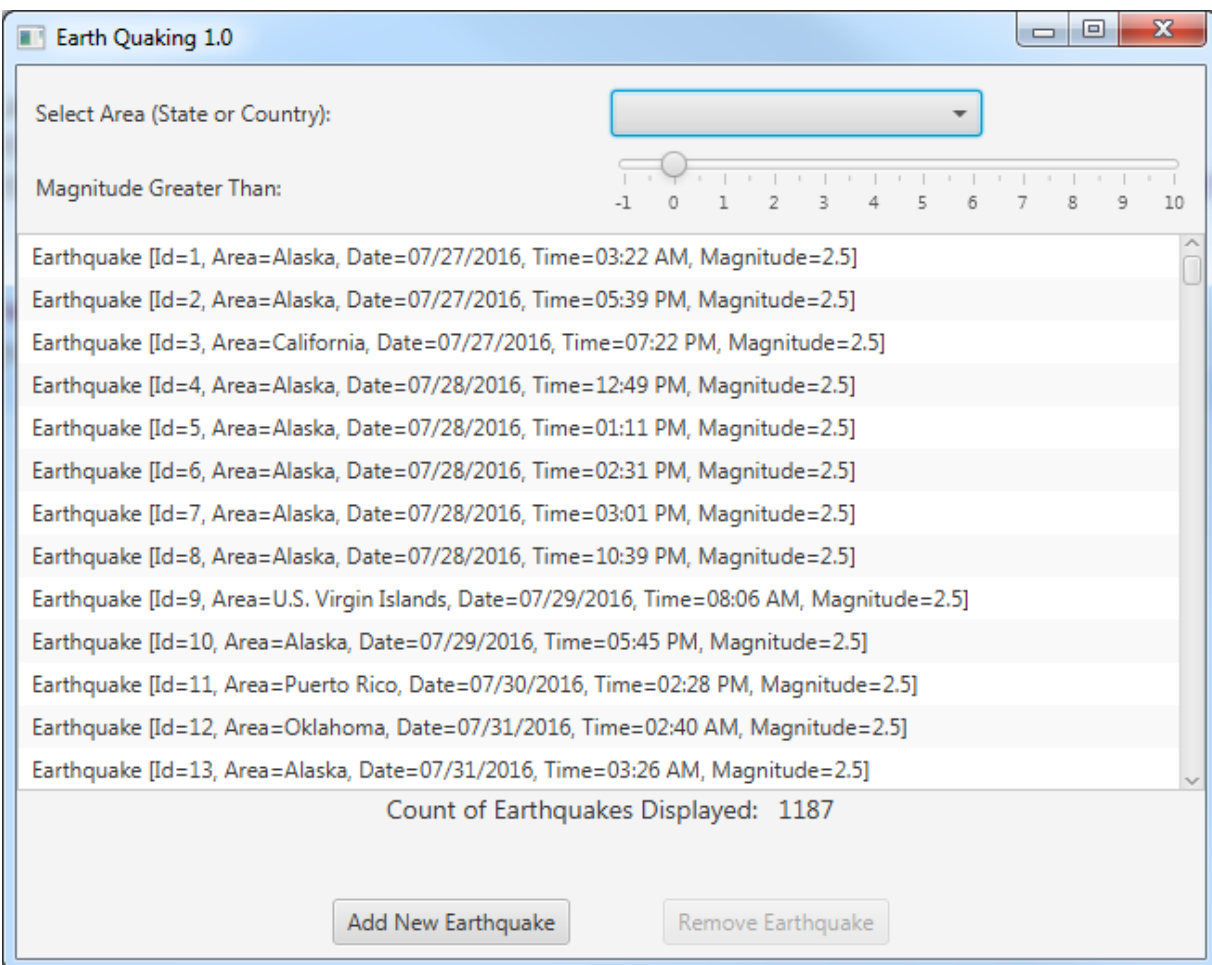 Earth Quaking 1.0
Select Area (State or Country):
Magnitude Greater Than:
-1 0 1 2 3 4 5 6 7 8 9 10
Earthquake [Id=1, Area=Alaska, Date=07/27/2016, Time=03:22 AM, Magnitude=2.5]
Earthquake [Id=2, Area=Alaska, Date=07/27/2016, Time=05:39 PM, Magnitude=2.5]
Earthquake [Id=3, Area=California, Date=07/27/2016, Time=07:22 PM, Magnitude=2.5]
Earthquake [Id=4, Area=Alaska, Date=07/28/2016, Time=12:49 PM, Magnitude=2.5]
Earthquake [Id=5, Area=Alaska, Date=07/28/2016, Time=01:11 PM, Magnitude=2.5]
Earthquake [Id=6, Area=Alaska, Date=07/28/2016, Time=02:31 PM, Magnitude=2.5]
Earthquake [Id=7, Area=Alaska, Date=07/28/2016, Time=03:01 PM, Magnitude=2.5]
Earthquake [Id=8, Area=Alaska, Date=07/28/2016, Time=10:39 PM, Magnitude=2.5]
Earthquake [Id=9, Area=U.S. Virgin Islands, Date=07/29/2016, Time=08:06 AM, Magnitude=2.5]
Earthquake [Id=10, Area=Alaska, Date=07/29/2016, Time=05:45 PM, Magnitude=2.5]
Earthquake [Id=11, Area=Puerto Rico, Date=07/30/2016, Time=02:28 PM, Magnitude=2.5]
Earthquake [Id=12, Area=Oklahoma, Date=07/31/2016, Time=02:40 AM, Magnitude=2.5]
Earthquake [Id=13, Area=Alaska, Date=07/31/2016, Time=03:26 AM, Magnitude=2.5]
Count of Earthquakes Displayed: 1187
Add New Earthquake Remove Earthquake